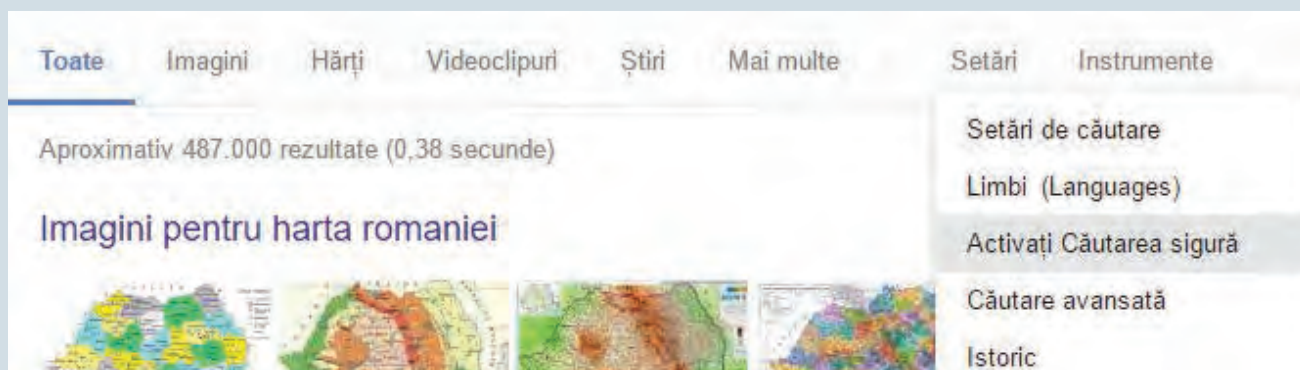 Toate Imagini Hărți Videoclipuri Știri Mai multe Setări Instrumente
Aproximativ 487.000 rezultate (0,38 secunde)
Imagini pentru harta romaniei
Setări de căutare
Limbi (Languages)
Activați Căutarea sigură
Căutare avansată
Istoric